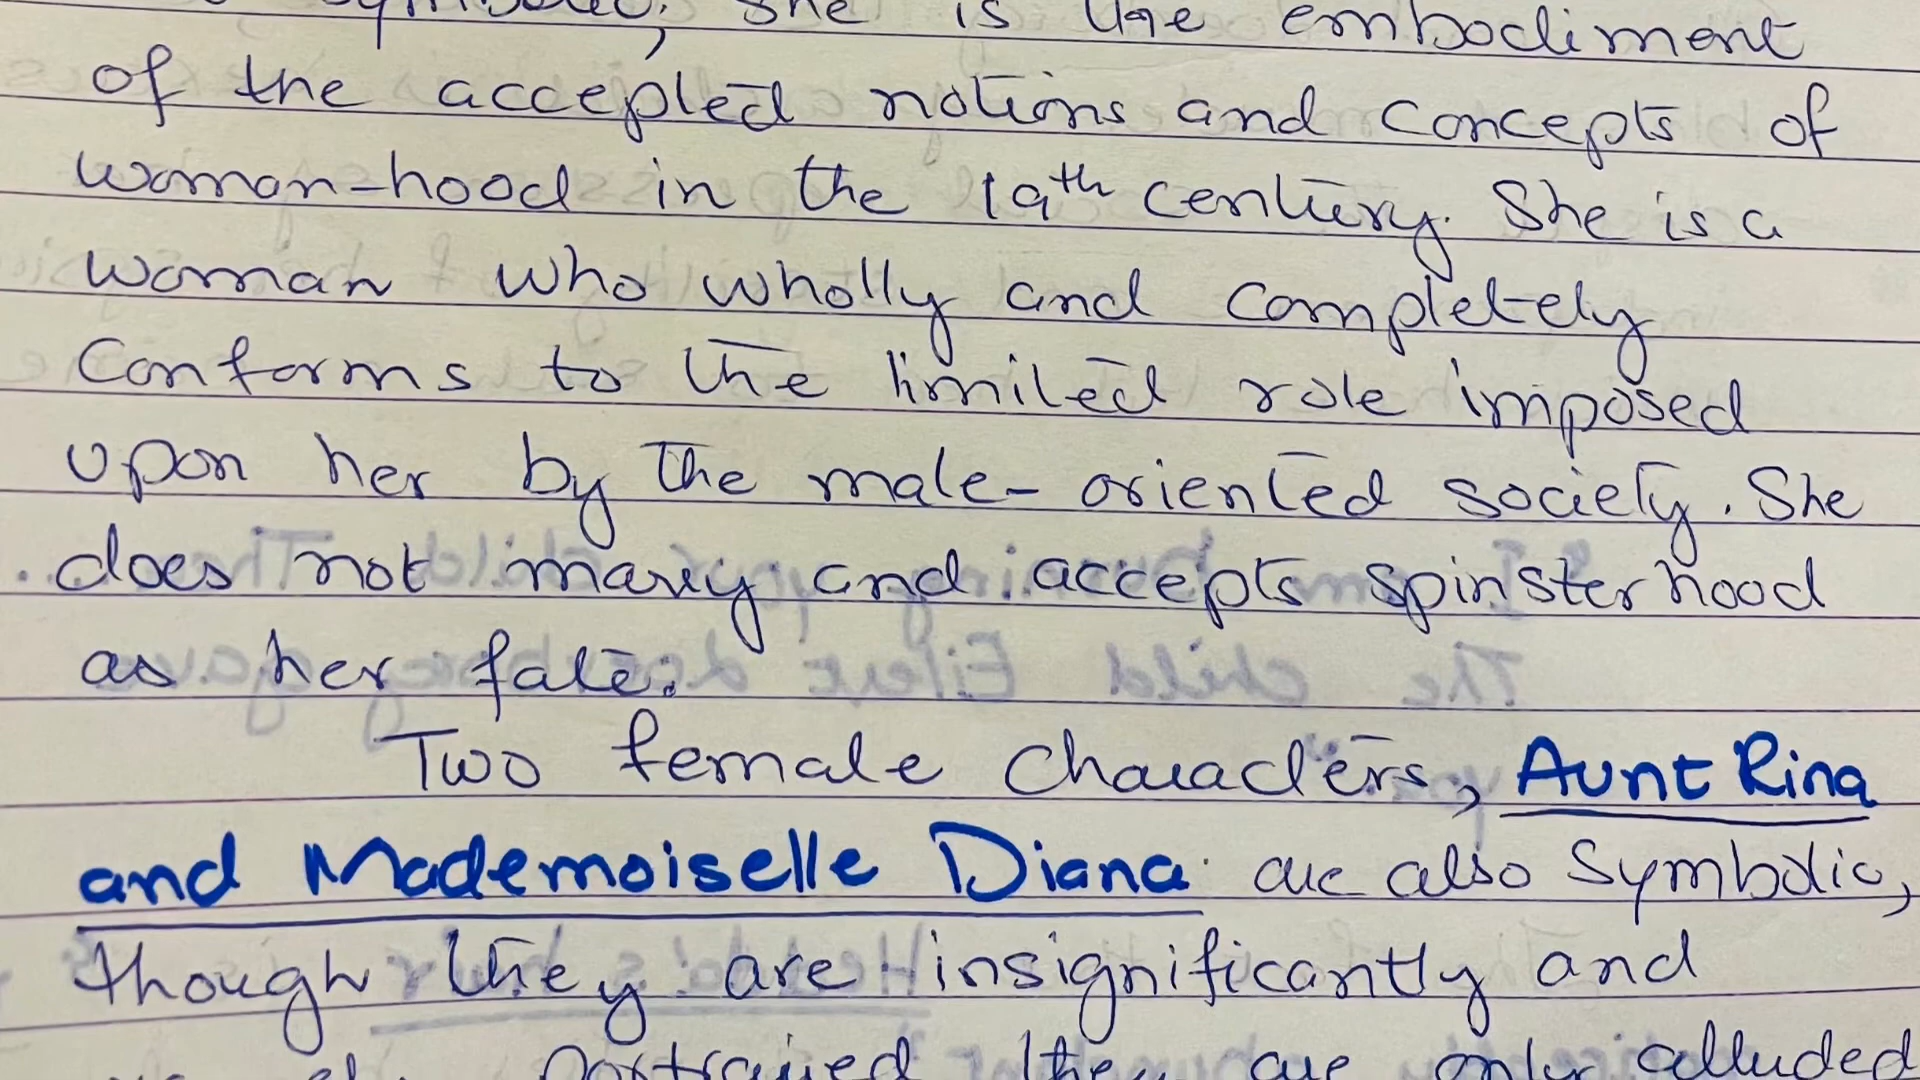 symbolic, she is the embodiment
of the accepted notions and concepts of
woman-hood in the 19th century. She is a
woman who wholly and completely
conforms to the limited role imposed
upon her by the male-oriented society. She
does not marry and accepts spinsterhood
as her fate.
Two female characters, Aunt Rina
and Mademoiselle Diana are also symbolic,
though they are insignificantly and
portrayed they are only alluded